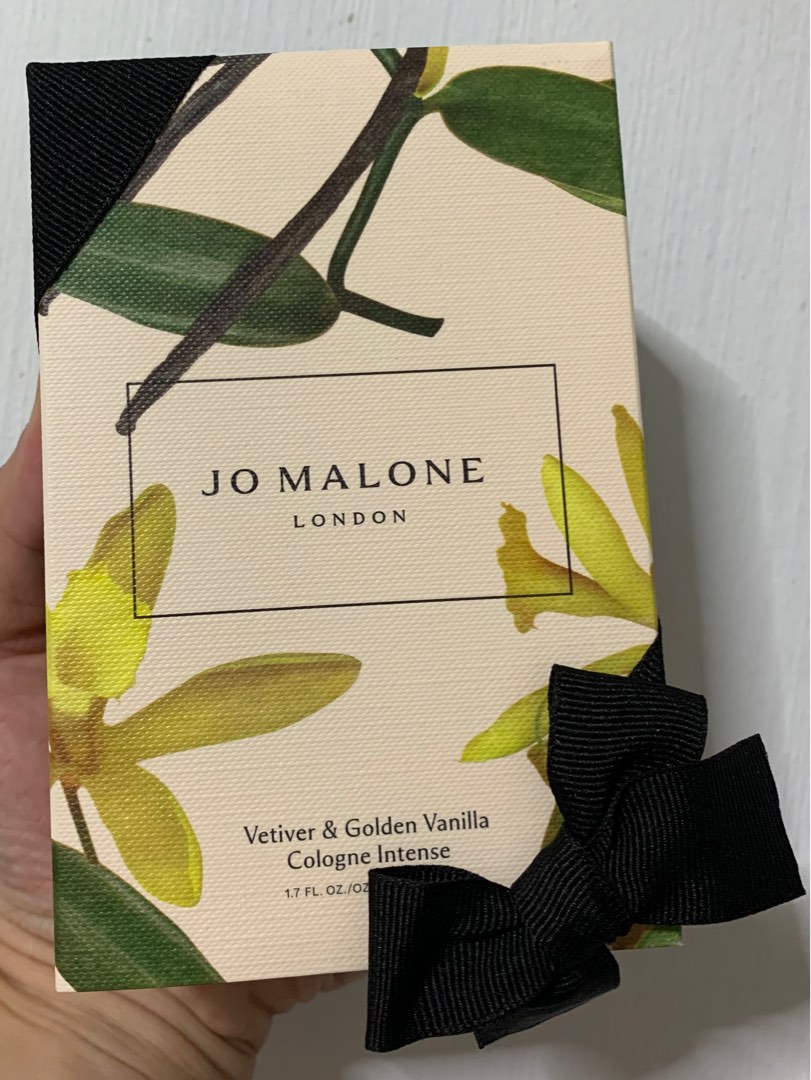 JO MALONE
LONDON
Vetiver & Golden Vanilla
Cologne Intense
1.7 FL. OZ./OZ